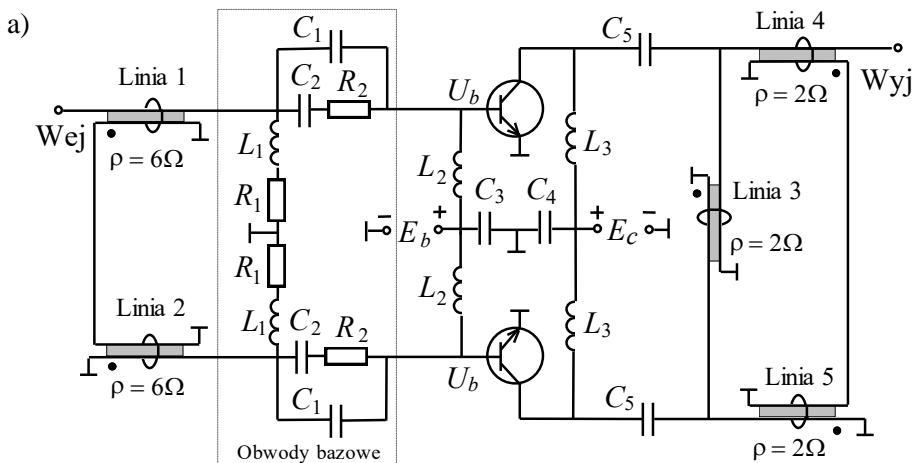 a)
C1
C5
Linia 4
Linia 1
C2
R2
Ub
Wej
ρ = 2Ω
Wyj
L1
L3
ρ = 6Ω
L2
C3
C4
Linia 3
R1
− Eb +
+ Ec −
ρ = 2Ω
R1
Linia 2
L2
L1
C2
R2
L3
Linia 5
ρ = 6Ω
Ub
C5
C1
ρ = 2Ω
Obwody bazowe